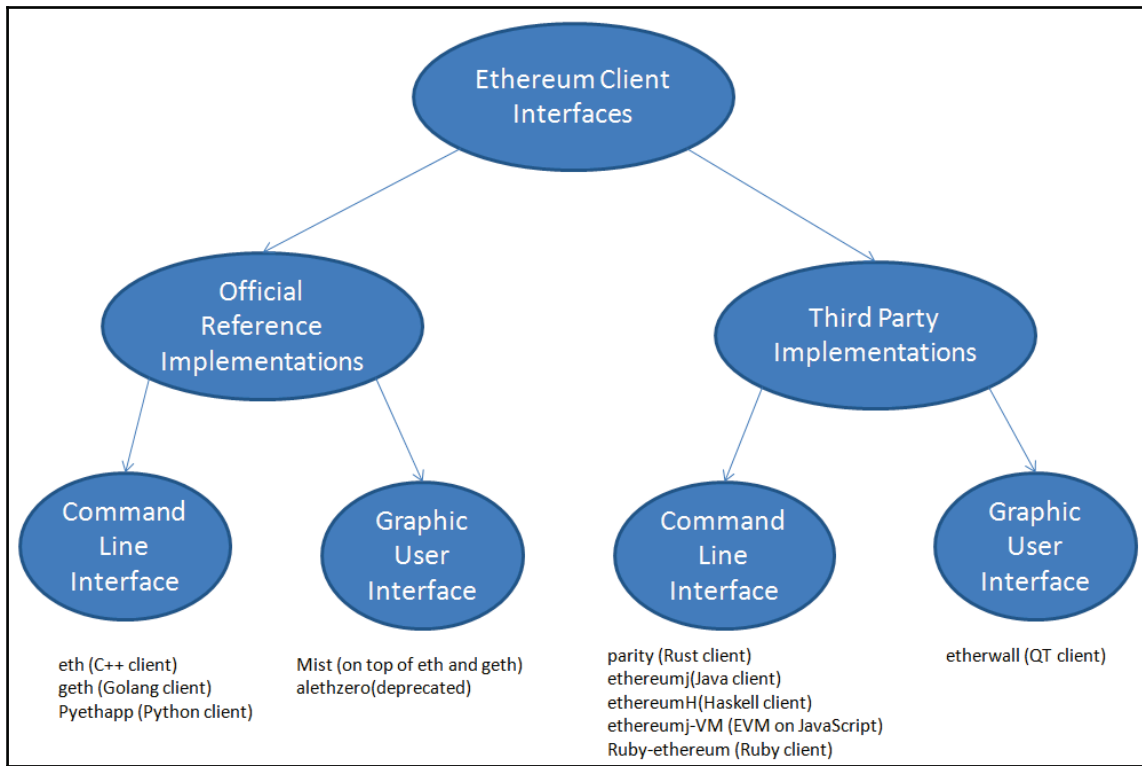 Ethereum Client
Interfaces
Official
Reference
Implementations
Third Party
Implementations
Command
Line
Interface
Graphic
User
Interface
Command
Line
Interface
Graphic
User
Interface
eth (C++ client)
geth (Golang client)
Pyethapp (Python client)
Mist (on top of eth and geth)
alethzero(deprecated)
parity (Rust client)
ethereumj(Java client)
ethereumH(Haskell client)
ethereumj-VM (EVM on JavaScript)
Ruby-ethereum (Ruby client)
etherwall (QT client)